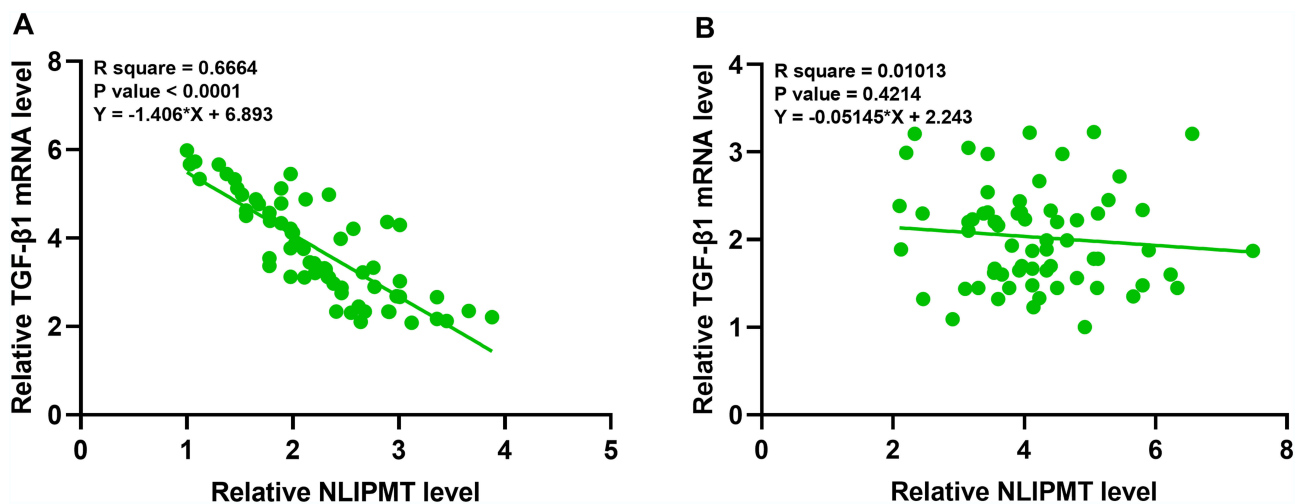 A
R square = 0.6664
P value < 0.0001
Y = -1.406*X + 6.893
Relative TGF-β1 mRNA level
8
6
4
2
0
0 1 2 3 4 5
Relative NLIPMT level
B
R square = 0.01013
P value = 0.4214
Y = -0.05145*X + 2.243
Relative TGF-β1 mRNA level
4
3
2
1
0
0 2 4 6 8
Relative NLIPMT level